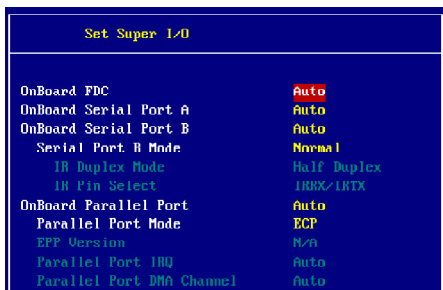 Set Super I/O
OnBoard FDC Auto
OnBoard Serial Port A Auto
OnBoard Serial Port B Auto
Serial Port B Mode Normal
IR Duplex Mode Half Duplex
IR Pin Select IRRX/IRTX
OnBoard Parallel Port Auto
Parallel Port Mode ECP
EPP Version N/A
Parallel Port IRQ Auto
Parallel Port DMA Channel Auto